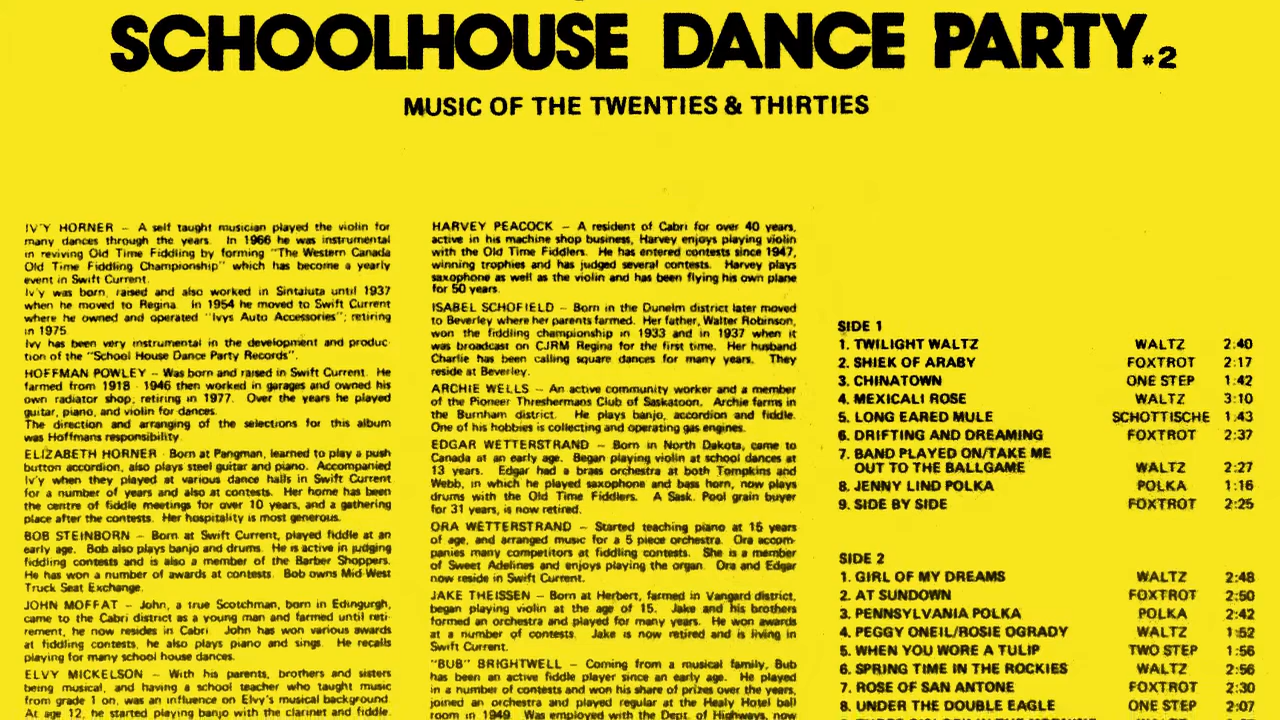 SCHOOLHOUSE DANCE PARTY #2
MUSIC OF THE TWENTIES & THIRTIES
IV'Y HORNER – A self taught musician played the violin for
many dances through the years. In 1966 he was instrumental
in reviving Old Time Fiddling by forming "The Western Canada
Old Time Fiddling Championship" which has become a yearly
event in Swift Current.
Iv'y was born, raised and also worked in Sintaluta until 1937
when he moved to Regina. In 1954 he moved to Swift Current
where he owned and operated "Ivys Auto Accessories"; retiring
in 1975
Ivy has been very instrumental in the development and produc-
tion of the "School House Dance Party Records".
HOFFMAN POWLEY – Was born and raised in Swift Current. He
farmed from 1918 - 1946 then worked in garages and owned his
own radiator shop; retiring in 1977. Over the years he played
guitar, piano, and violin for dances.
The direction and arranging of the selections for this album
was Hoffmans responsibility.
ELIZABETH HORNER - Born at Pangman, learned to play a push
button accordion, also plays steel guitar and piano. Accompanied
Iv'y when they played at various dance halls in Swift Current
for a number of years and also at contests. Her home has been
the centre of fiddle meetings for over 10 years, and a gathering
place after the contests. Her hospitality is most generous.
BOB STEINBORN – Born at Swift Current, played fiddle at an
early age. Bob also plays banjo and drums. He is active in judging
fiddling contests and is also a member of the Barber Shoppers.
He has won a number of awards at contests. Bob owns Mid-West
Truck Seat Exchange.
JOHN MOFFAT – John, a true Scotchman, born in Edingurgh,
came to the Cabri district as a young man and farmed until reti-
rement, he now resides in Cabri. John has won various awards
at fiddling contests, he also plays piano and sings. He recalls
playing for many school house dances.
ELVY MICKELSON – With his parents, brothers and sisters
being musical, and having a school teacher who taught music
from grade 1 on, was an influence on Elvy's musical background.
At age 12, he started playing banjo with the clarinet and fiddle.
HARVEY PEACOCK – A resident of Cabri for over 40 years,
active in his machine shop business, Harvey enjoys playing violin
with the Old Time Fiddlers. He has entered contests since 1947,
winning trophies and has judged several contests. Harvey plays
saxophone as well as the violin and has been flying his own plane
for 50 years.
ISABEL SCHOFIELD – Born in the Dunelm district later moved
to Beverley where her parents farmed. Her father, Walter Robinson,
won the fiddling championship in 1933 and in 1937 when it
was broadcast on CJRM Regina for the first time. Her husband
Charlie has been calling square dances for many years. They
reside at Beverley.
ARCHIE WELLS – An active community worker and a member
of the Pioneer Threshermans Club of Saskatoon. Archie farms in
the Burnham district. He plays banjo, accordion and fiddle.
One of his hobbies is collecting and operating gas engines.
EDGAR WETTERSTRAND – Born in North Dakota, came to
Canada at an early age. Began playing violin at school dances at
13 years. Edgar had a brass orchestra at both Tompkins and
Webb, in which he played saxophone and bass horn, now plays
drums with the Old Time Fiddlers. A Sask. Pool grain buyer
for 31 years, is now retired.
ORA WETTERSTRAND – Started teaching piano at 15 years
of age, and arranged music for a 5 piece orchestra. Ora accom-
panies many competitors at fiddling contests. She is a member
of Sweet Adelines and enjoys playing the organ. Ora and Edgar
now reside in Swift Current.
JAKE THEISSEN – Born at Herbert, farmed in Vangard district,
began playing violin at the age of 15. Jake and his brothers
formed an orchestra and played for many years. He won awards
at a number of contests. Jake is now retired and is living in
Swift Current.
"BUB" BRIGHTWELL – Coming from a musical family, Bub
has been an active fiddle player since an early age. He played
in a number of contests and won his share of prizes over the years,
joined an orchestra and played regular at the Healy Hotel ball
room in 1949. Was employed with the Dept. of Highways, now
SIDE 1
1. TWILIGHT WALTZ WALTZ 2:40
2. SHIEK OF ARABY FOXTROT 2:17
3. CHINATOWN ONE STEP 1:42
4. MEXICALI ROSE WALTZ 3:10
5. LONG EARED MULE SCHOTTISCHE 1:43
6. DRIFTING AND DREAMING FOXTROT 2:37
7. BAND PLAYED ON/TAKE ME
OUT TO THE BALLGAME WALTZ 2:27
8. JENNY LIND POLKA POLKA 1:16
9. SIDE BY SIDE FOXTROT 2:25
SIDE 2
1. GIRL OF MY DREAMS WALTZ 2:48
2. AT SUNDOWN FOXTROT 2:50
3. PENNSYLVANIA POLKA POLKA 2:42
4. PEGGY ONEIL/ROSIE OGRADY WALTZ 1:52
5. WHEN YOU WORE A TULIP TWO STEP 1:56
6. SPRING TIME IN THE ROCKIES WALTZ 2:56
7. ROSE OF SAN ANTONE FOXTROT 2:30
8. UNDER THE DOUBLE EAGLE ONE STEP 2:07